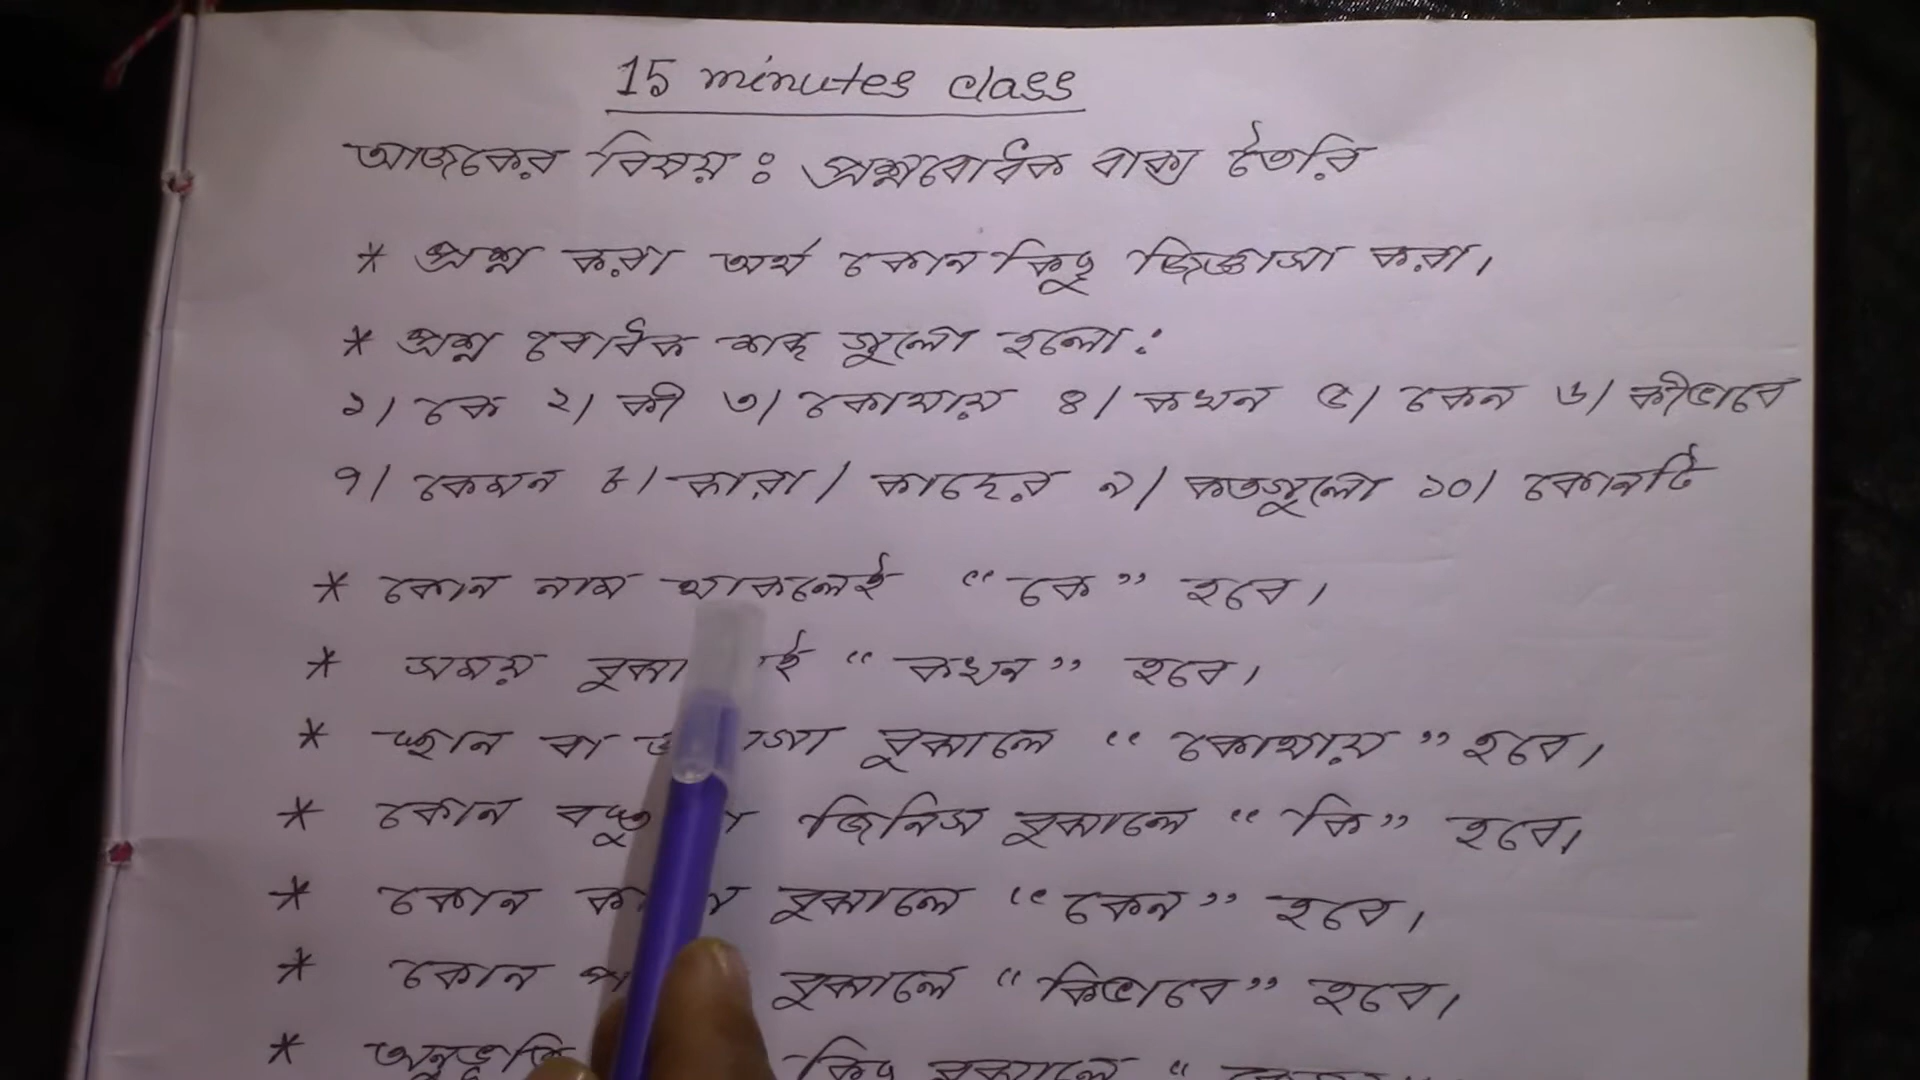 15 minutes class
আজকের বিষয় : প্রশ্নবোধক বাক্য তৈরি
* প্রশ্ন করা অর্থ কোন কিছু জিজ্ঞাসা করা।
* প্রশ্ন বোধক শব্দ গুলো হলো :
১) কে ২) কী ৩) কোথায় ৪) কখন ৫) কেন ৬) কীভাবে
৭) কেমন ৮) কারা / কাদের ৯) কতগুলো ১০) কোনটি
* কোন নাম থাকলেই “কে” হবে।
* সময় “কখন” হবে।
* স্থান বা বুঝালে “কোথায়” হবে।
* কোন জিনিস বুঝালে “কি” হবে।
* কোন বুঝালে “কেন” হবে।
* কোন বুঝালে “কিভাবে” হবে।
* কিছু বুঝালে “